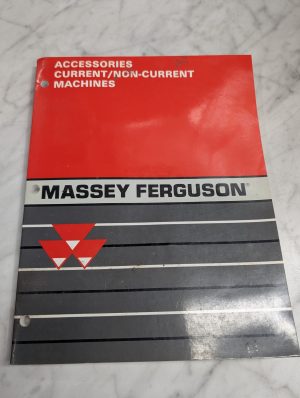 ACCESSORIES
CURRENT/NON-CURRENT
MACHINES
MASSEY FERGUSON